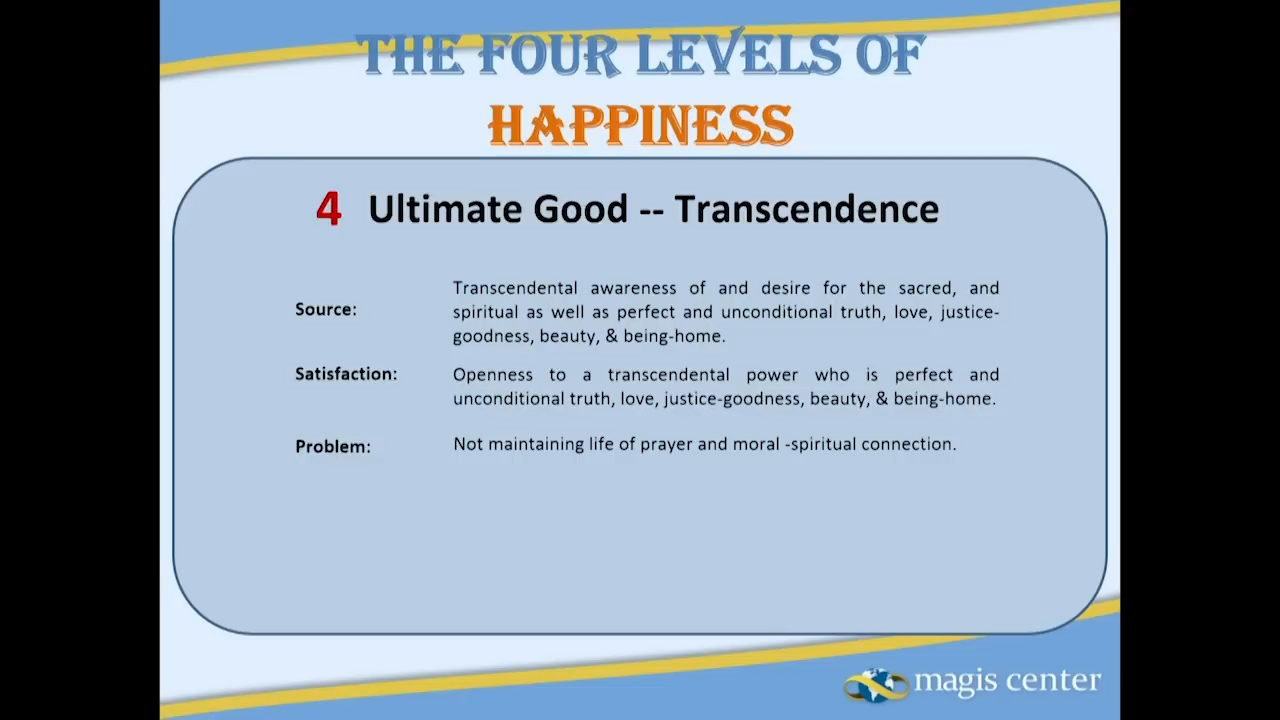 THE FOUR LEVELS OF
HAPPINESS
4 Ultimate Good -- Transcendence
Source:
Transcendental awareness of and desire for the sacred, and
spiritual as well as perfect and unconditional truth, love, justice-
goodness, beauty, & being-home.
Satisfaction:
Openness to a transcendental power who is perfect and
unconditional truth, love, justice-goodness, beauty, & being-home.
Problem:
Not maintaining life of prayer and moral -spiritual connection.
magis center